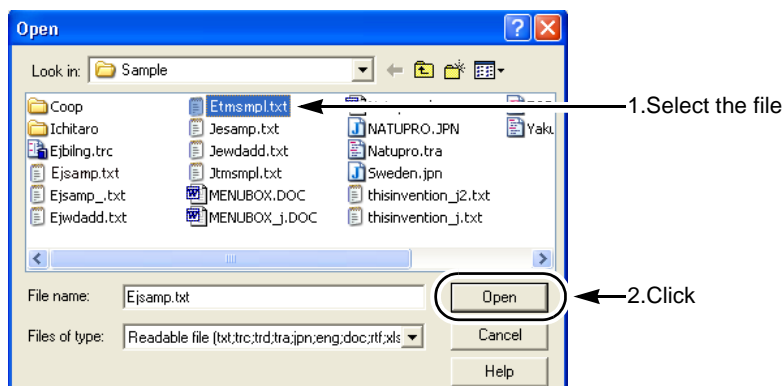 Open
Look in: Sample
Coop
Ichitaro
Ejbilng.trc
Ejsamp.txt
Ejsamp_.txt
Ejwdadd.txt
Etmsmpl.txt
Jesamp.txt
Jewdadd.txt
Jtmsmpl.txt
MENUBOX.DOC
MENUBOX_j.DOC
NATUPRO.JPN
Natupro.tra
Sweden.jpn
thisinvention_j2.txt
thisinvention_j.txt
1.Select the file
File name: Ejsamp.txt Open
2.Click
Files of type: Readable file (txt;trc;trd;tra;jpn;eng;doc;rtf;xls Cancel
Help